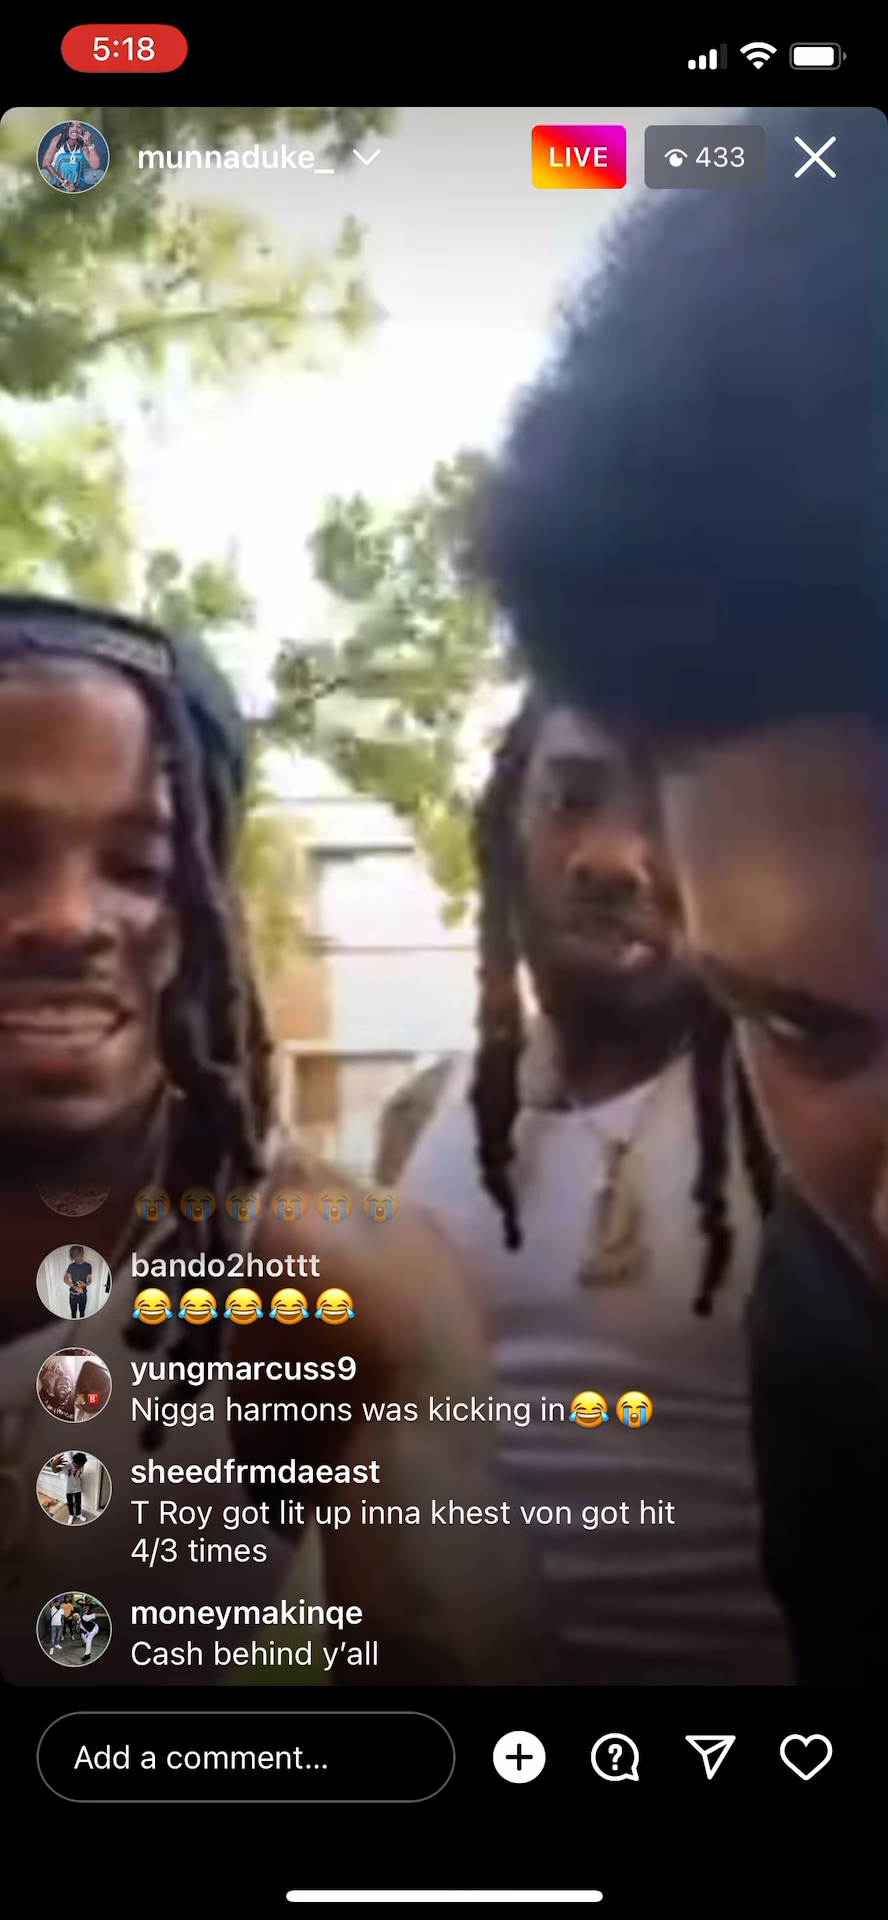 5:18
munnaduke_
LIVE
433
😭😭😭😭😭😭
bando2hottt
😂😂😂😂😂
yungmarcuss9
Nigga harmons was kicking in😂😭
sheedfrmdaeast
T Roy got lit up inna khest von got hit
4/3 times
moneymakinqe
Cash behind y’all
Add a comment...